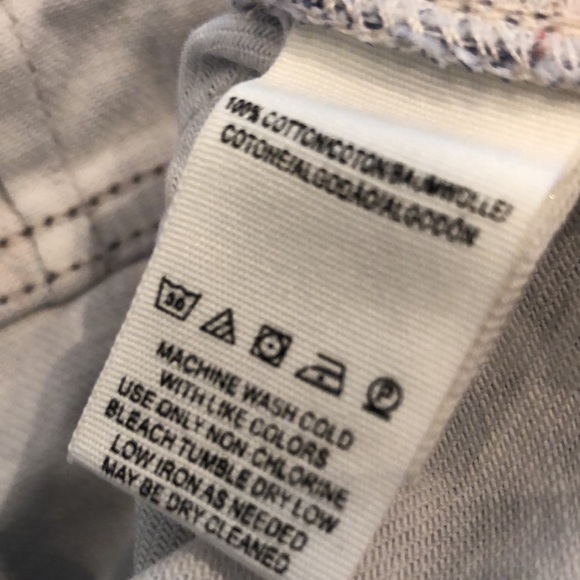 100% COTTON/COTON/BAUMWOLLE/
COTONE/ALGODÃO/ALGODÓN
30
P
MACHINE WASH COLD
WITH LIKE COLORS
USE ONLY NON-CHLORINE
BLEACH TUMBLE DRY LOW
LOW IRON AS NEEDED
MAY BE DRY CLEANED